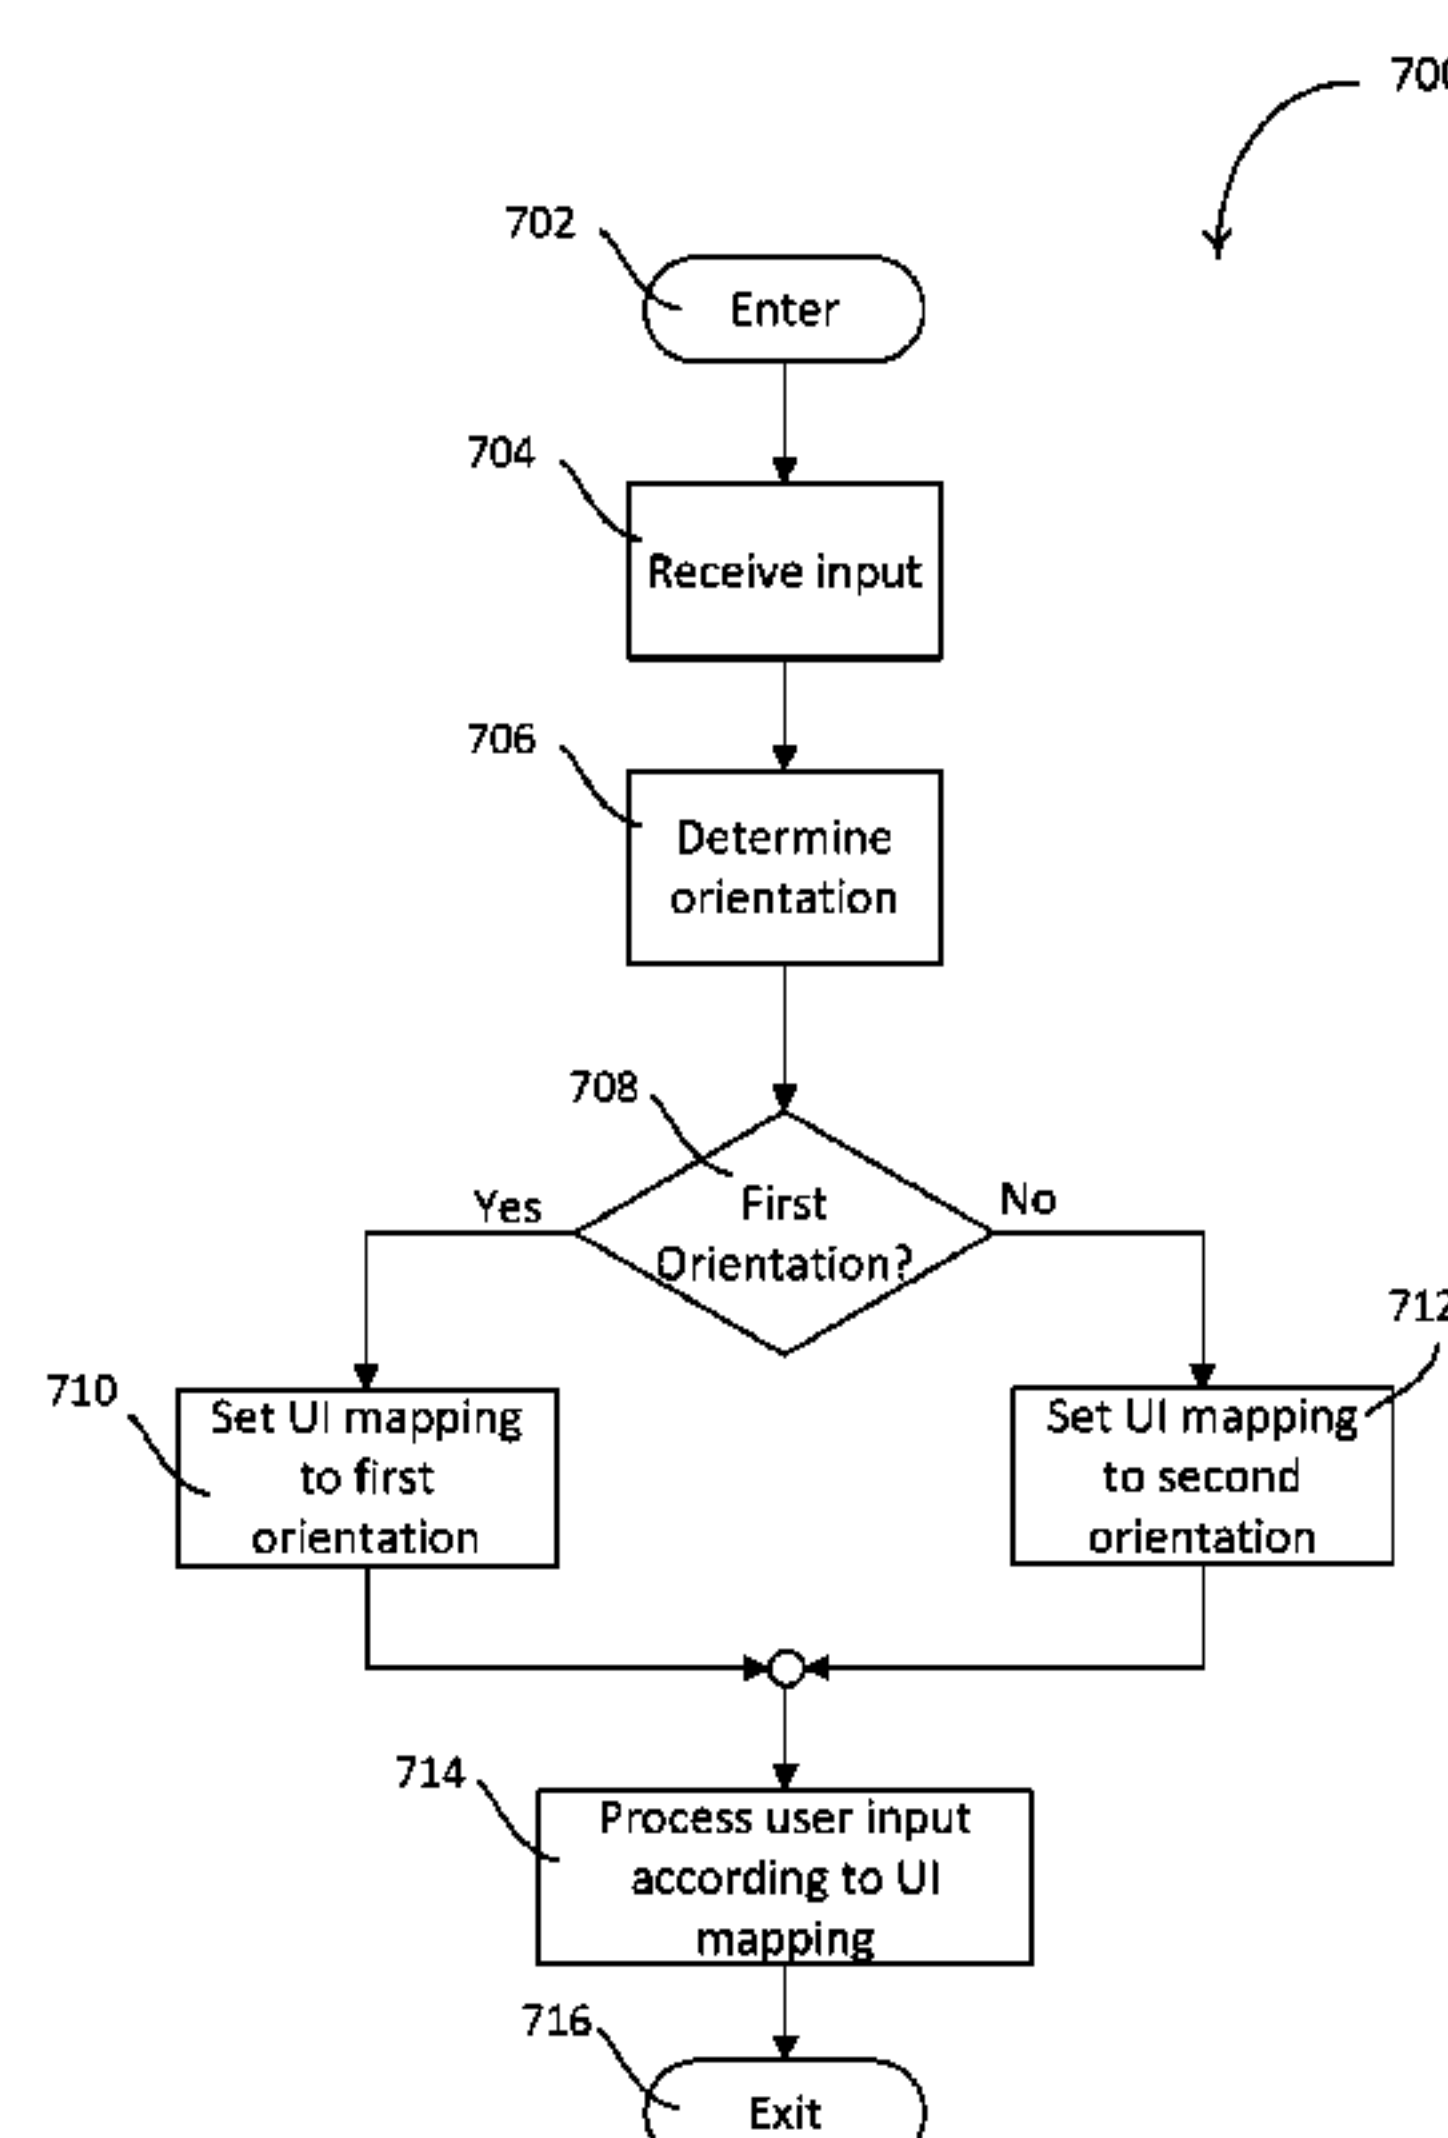 700
702
Enter
704
Receive input
706
Determine
orientation
708
First
Orientation?
Yes
No
712
710
Set UI mapping
to first
orientation
Set UI mapping
to second
orientation
714
Process user input
according to UI
mapping
716
Exit